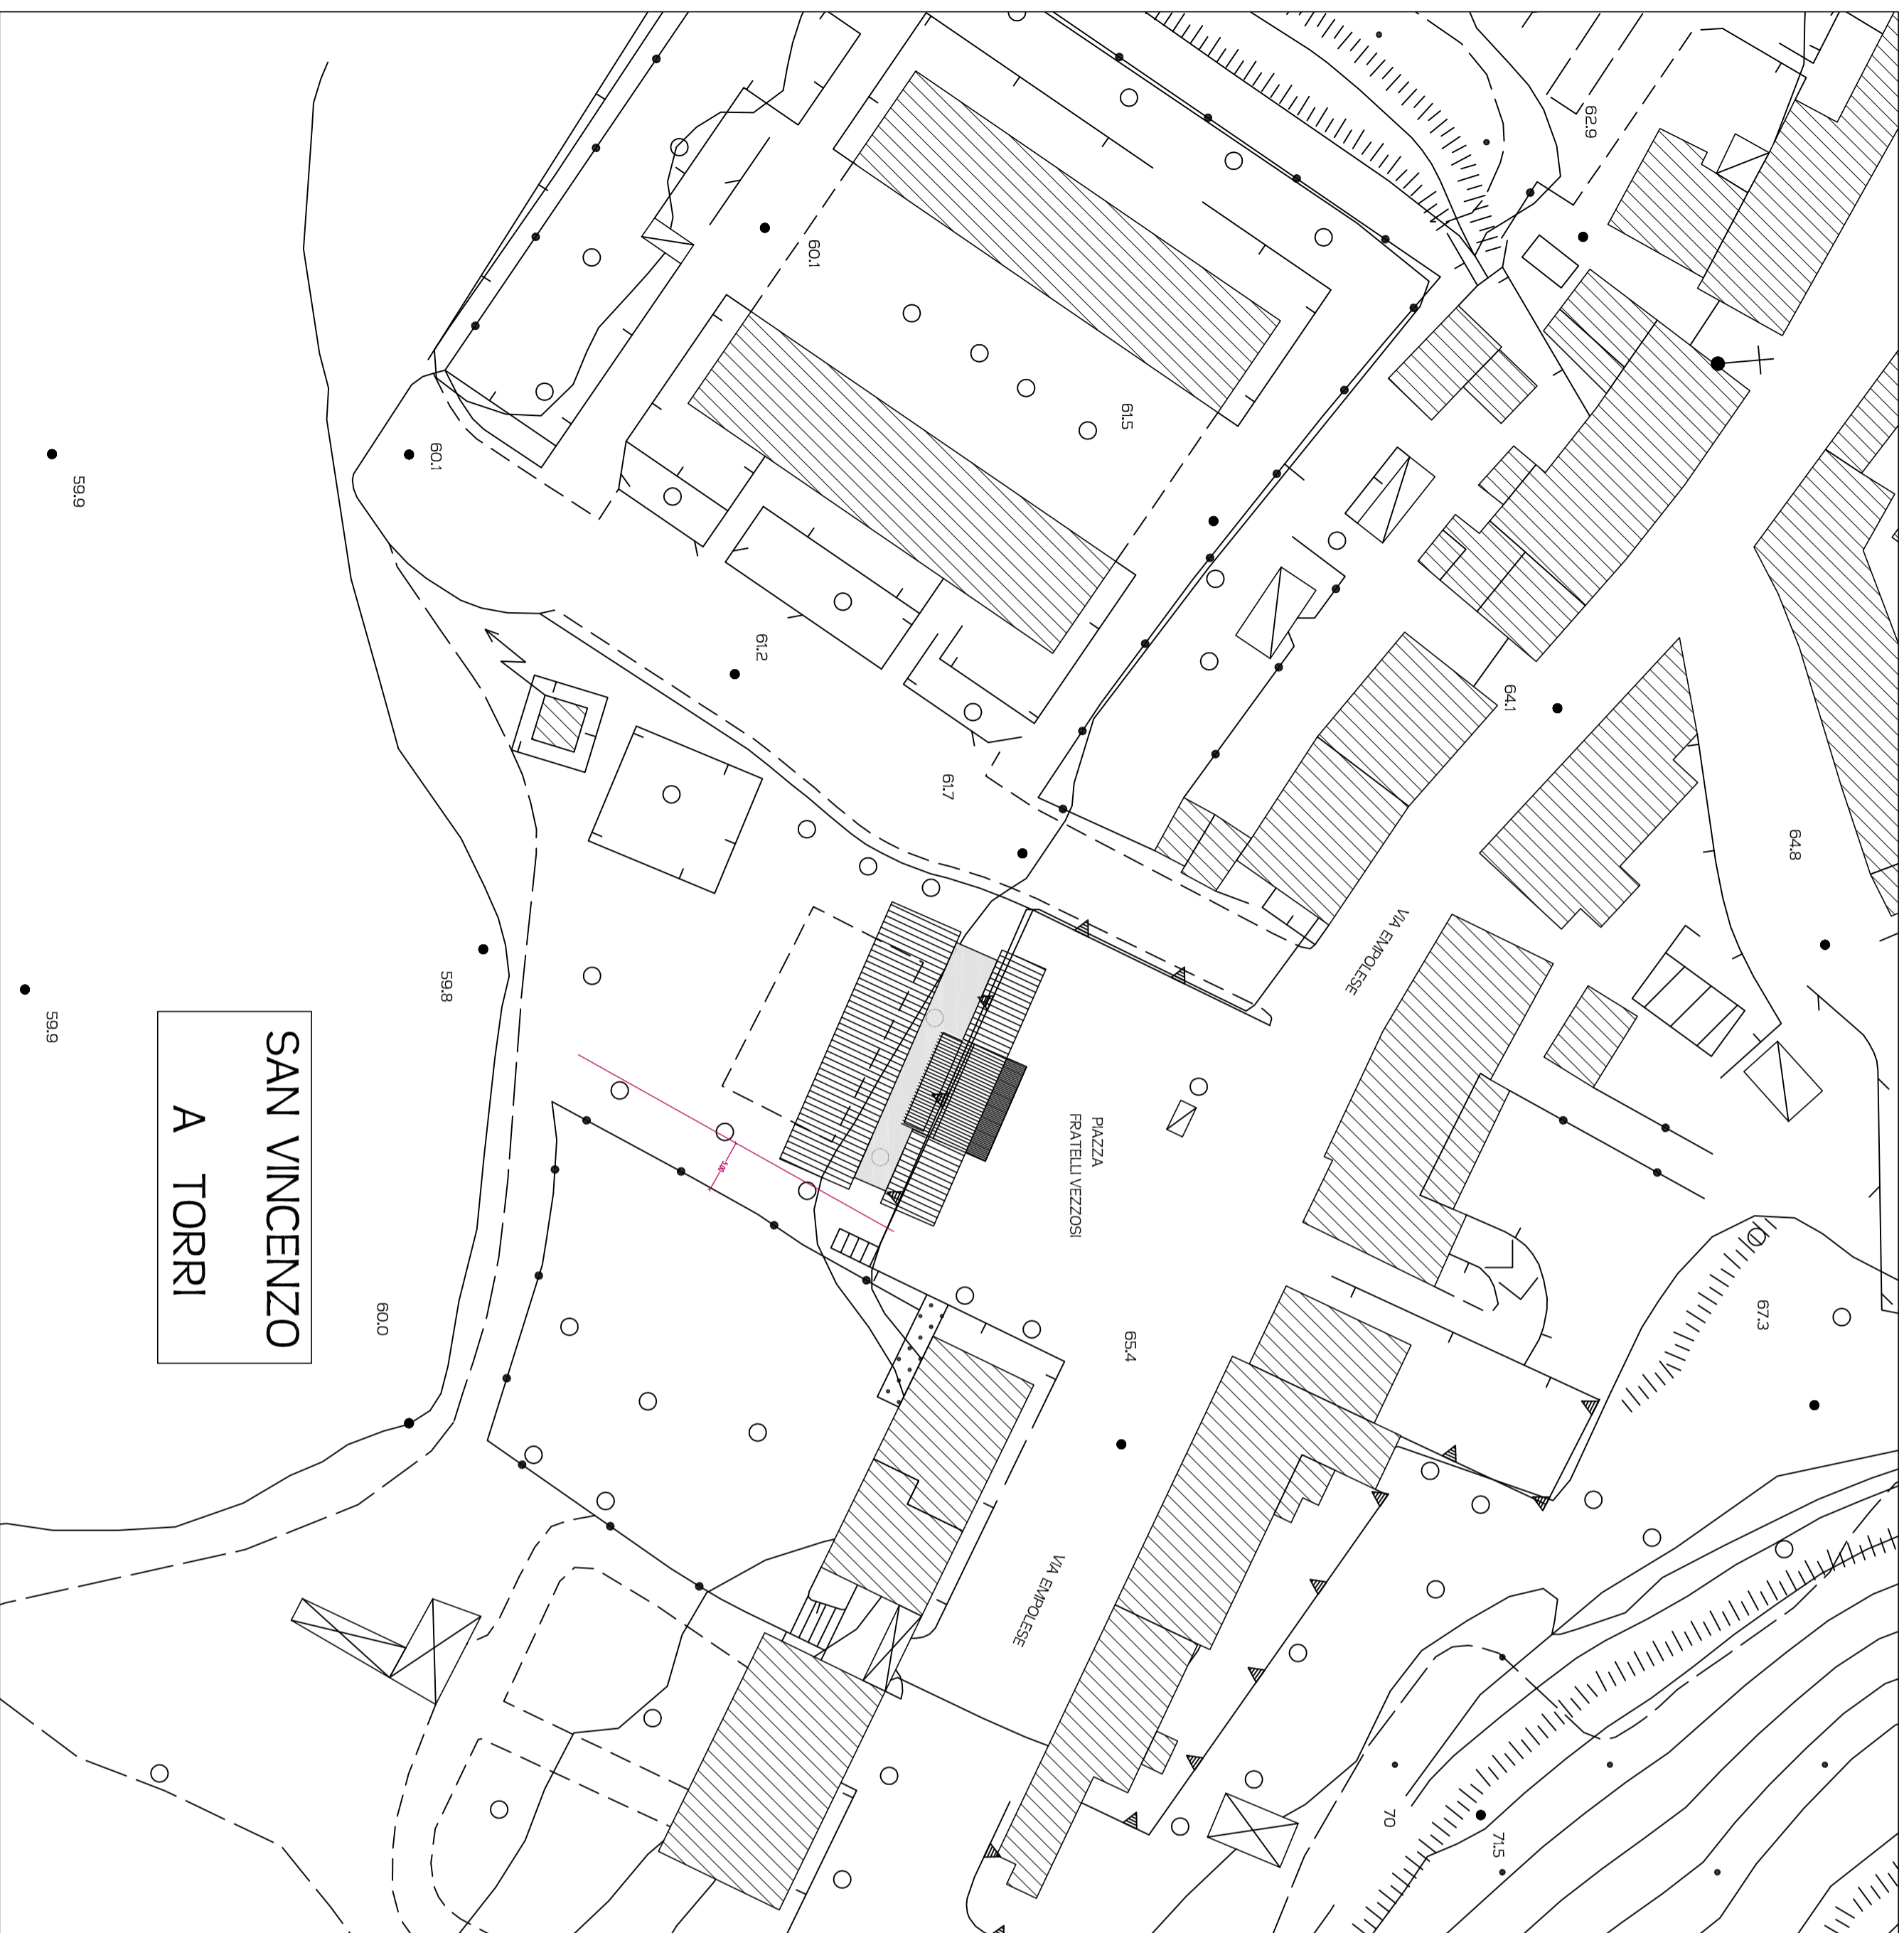 SAN VINCENZO
A TORRI
PIAZZA
FRATELLI VEZZOSI
VIA EMPOLESE
VIA EMPOLESE
62.9
60.1
61.5
60.1
59.9
61.2
64.1
61.7
64.8
59.8
59.9
67.3
60.0
65.4
70
71.5